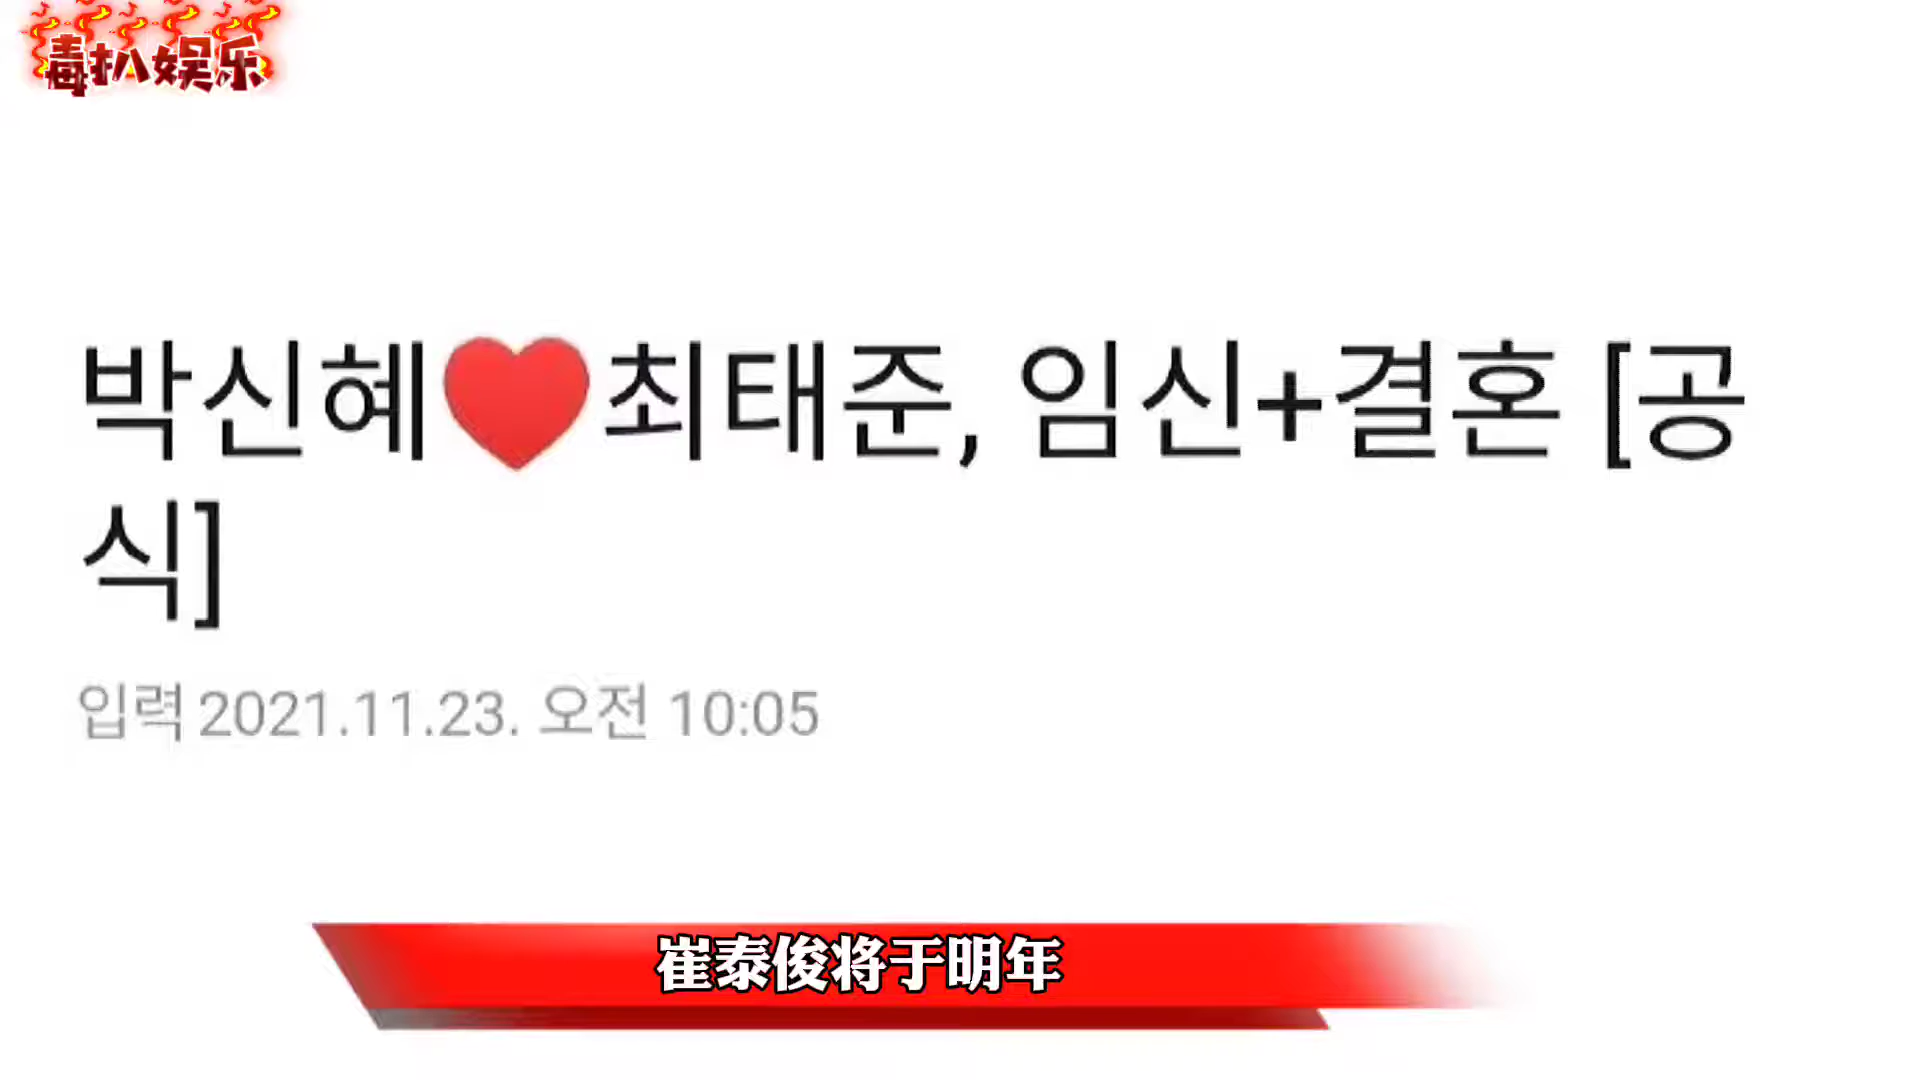 毒扒娱乐
박신혜❤️최태준, 임신+결혼 [공
식]
입력 2021.11.23. 오전 10:05
崔泰俊将于明年